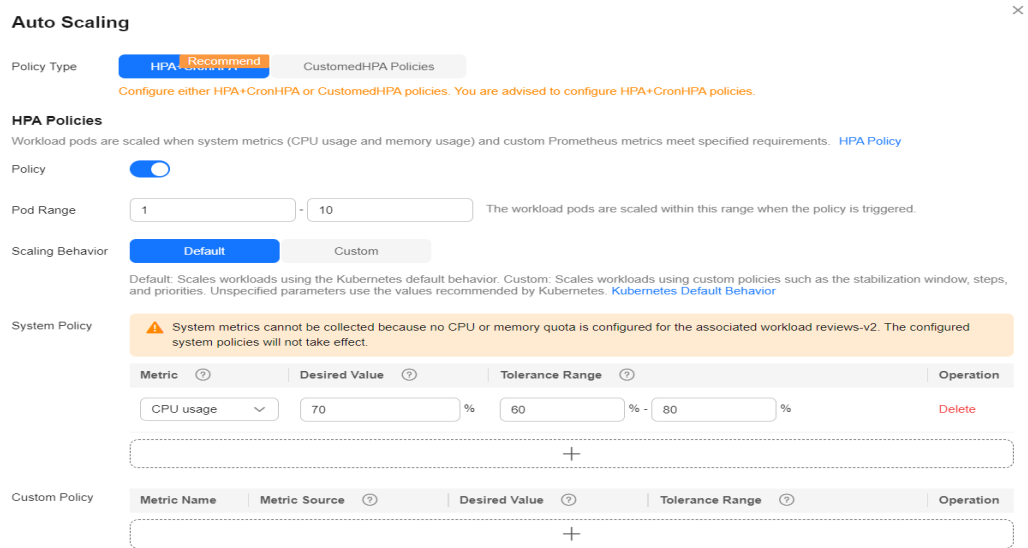 Auto Scaling
Policy Type
HPA+CronHPA
Recommend
CustomedHPA Policies
Configure either HPA+CronHPA or CustomedHPA policies. You are advised to configure HPA+CronHPA policies.
HPA Policies
Workload pods are scaled when system metrics (CPU usage and memory usage) and custom Prometheus metrics meet specified requirements. HPA Policy
Policy
Pod Range 1 - 10 The workload pods are scaled within this range when the policy is triggered.
Scaling Behavior Default Custom
Default: Scales workloads using the Kubernetes default behavior. Custom: Scales workloads using custom policies such as the stabilization window, steps,
and priorities. Unspecified parameters use the values recommended by Kubernetes. Kubernetes Default Behavior
System Policy
System metrics cannot be collected because no CPU or memory quota is configured for the associated workload reviews-v2. The configured
system policies will not take effect.
Metric ? Desired Value ? Tolerance Range ? Operation
CPU usage 70 % 60 % - 80 % Delete
+
Custom Policy
Metric Name Metric Source ? Desired Value ? Tolerance Range ? Operation
+